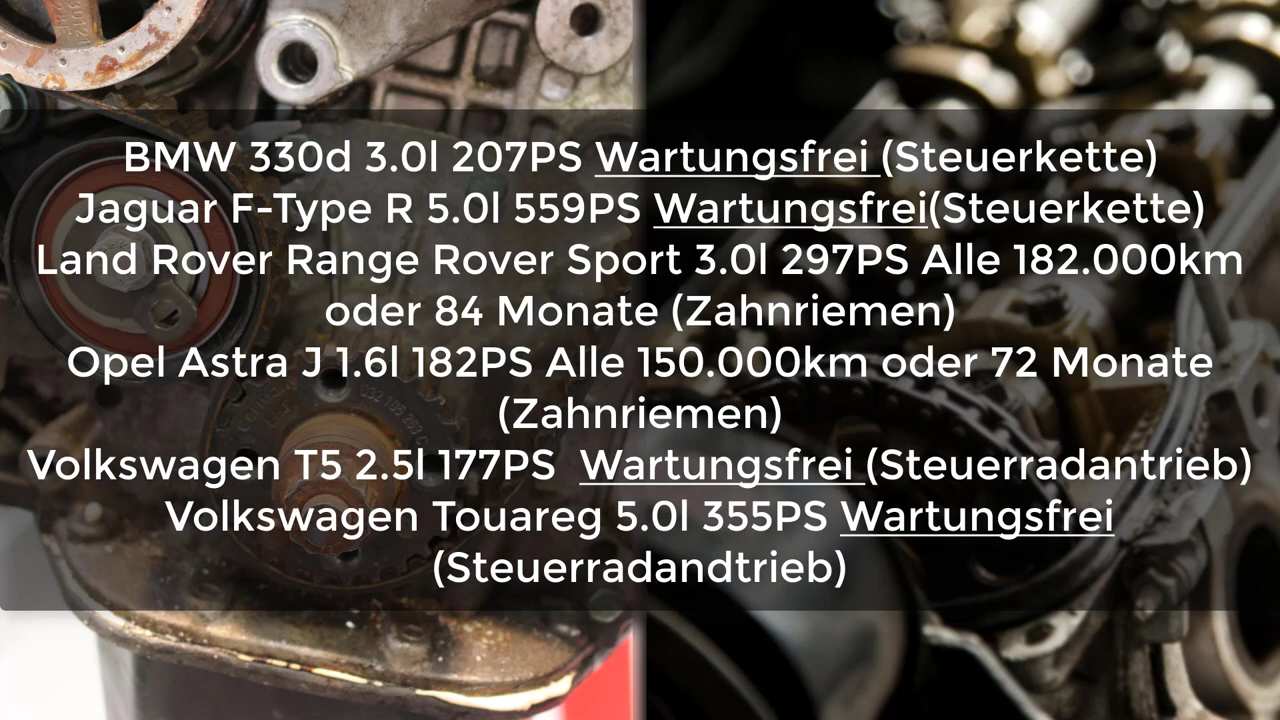 BMW 330d 3.0l 207PS Wartungsfrei (Steuerkette)
Jaguar F-Type R 5.0l 559PS Wartungsfrei(Steuerkette)
Land Rover Range Rover Sport 3.0l 297PS Alle 182.000km
oder 84 Monate (Zahnriemen)
Opel Astra J 1.6l 182PS Alle 150.000km oder 72 Monate
(Zahnriemen)
Volkswagen T5 2.5l 177PS Wartungsfrei (Steuerradantrieb)
Volkswagen Touareg 5.0l 355PS Wartungsfrei
(Steuerradandtrieb)